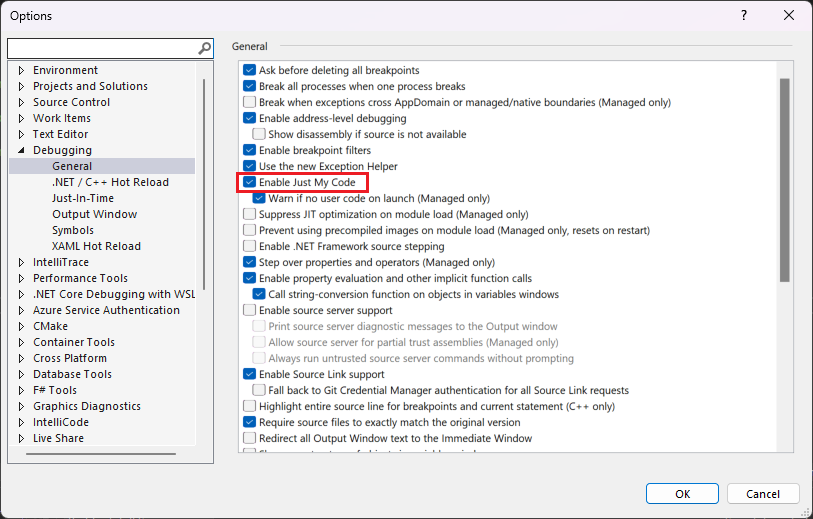 Options
?
General
Environment
Projects and Solutions
Source Control
Work Items
Text Editor
Debugging
General
.NET / C++ Hot Reload
Just-In-Time
Output Window
Symbols
XAML Hot Reload
IntelliTrace
Performance Tools
.NET Core Debugging with WSL
Azure Service Authentication
CMake
Container Tools
Cross Platform
Database Tools
F# Tools
Graphics Diagnostics
IntelliCode
Live Share
Ask before deleting all breakpoints
Break all processes when one process breaks
Break when exceptions cross AppDomain or managed/native boundaries (Managed only)
Enable address-level debugging
Show disassembly if source is not available
Enable breakpoint filters
Use the new Exception Helper
Enable Just My Code
Warn if no user code on launch (Managed only)
Suppress JIT optimization on module load (Managed only)
Prevent using precompiled images on module load (Managed only, resets on restart)
Enable .NET Framework source stepping
Step over properties and operators (Managed only)
Enable property evaluation and other implicit function calls
Call string-conversion function on objects in variables windows
Enable source server support
Print source server diagnostic messages to the Output window
Allow source server for partial trust assemblies (Managed only)
Always run untrusted source server commands without prompting
Enable Source Link support
Fall back to Git Credential Manager authentication for all Source Link requests
Highlight entire source line for breakpoints and current statement (C++ only)
Require source files to exactly match the original version
Redirect all Output Window text to the Immediate Window
OK
Cancel